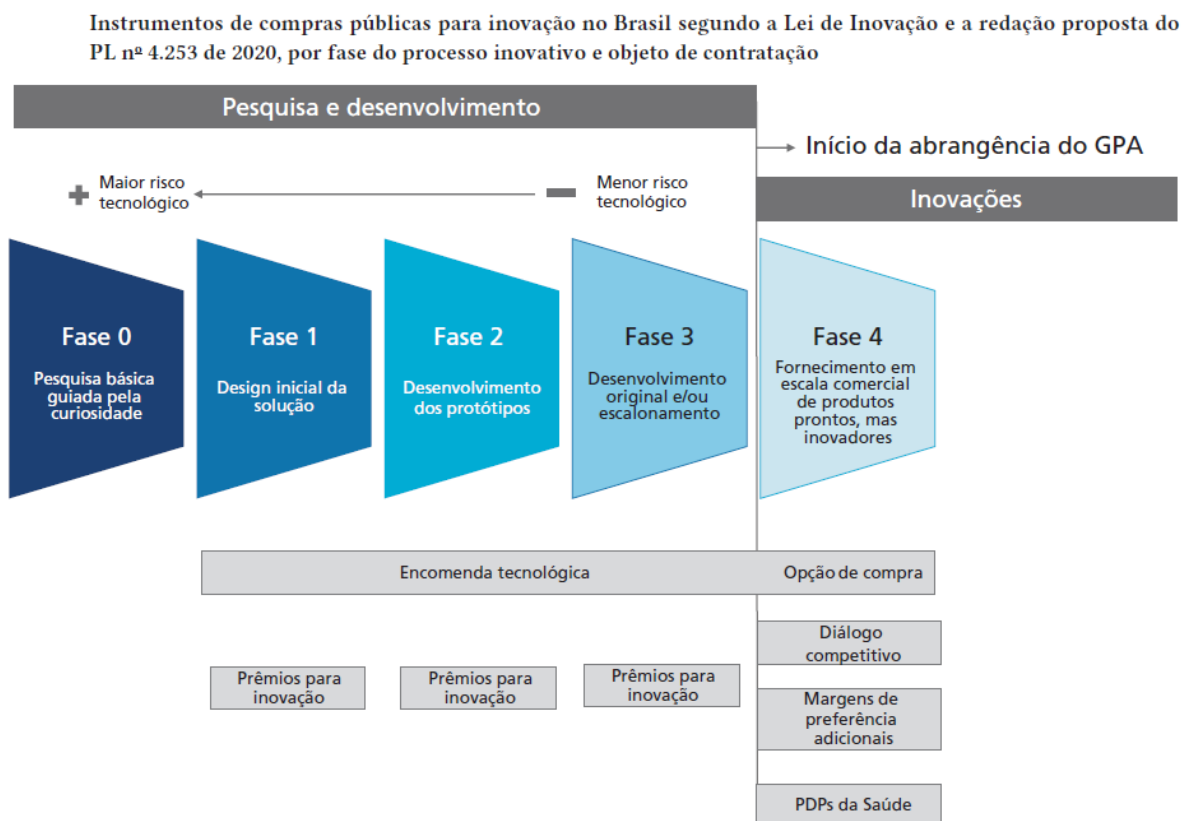 Instrumentos de compras públicas para inovação no Brasil segundo a Lei de Inovação e a redação proposta do
PL nº 4.253 de 2020, por fase do processo inovativo e objeto de contratação
Pesquisa e desenvolvimento
Início da abrangência do GPA
Maior risco
tecnológico
Menor risco
tecnológico
Inovações
Fase 0
Pesquisa básica
guiada pela
curiosidade
Fase 1
Design inicial da
solução
Fase 2
Desenvolvimento
dos protótipos
Fase 3
Desenvolvimento
original e/ou
escalonamento
Fase 4
Fornecimento em
escala comercial
de produtos
prontos, mas
inovadores
Encomenda tecnológica
Opção de compra
Diálogo
competitivo
Prêmios para
inovação
Prêmios para
inovação
Prêmios para
inovação
Margens de
preferência
adicionais
PDPs da Saúde